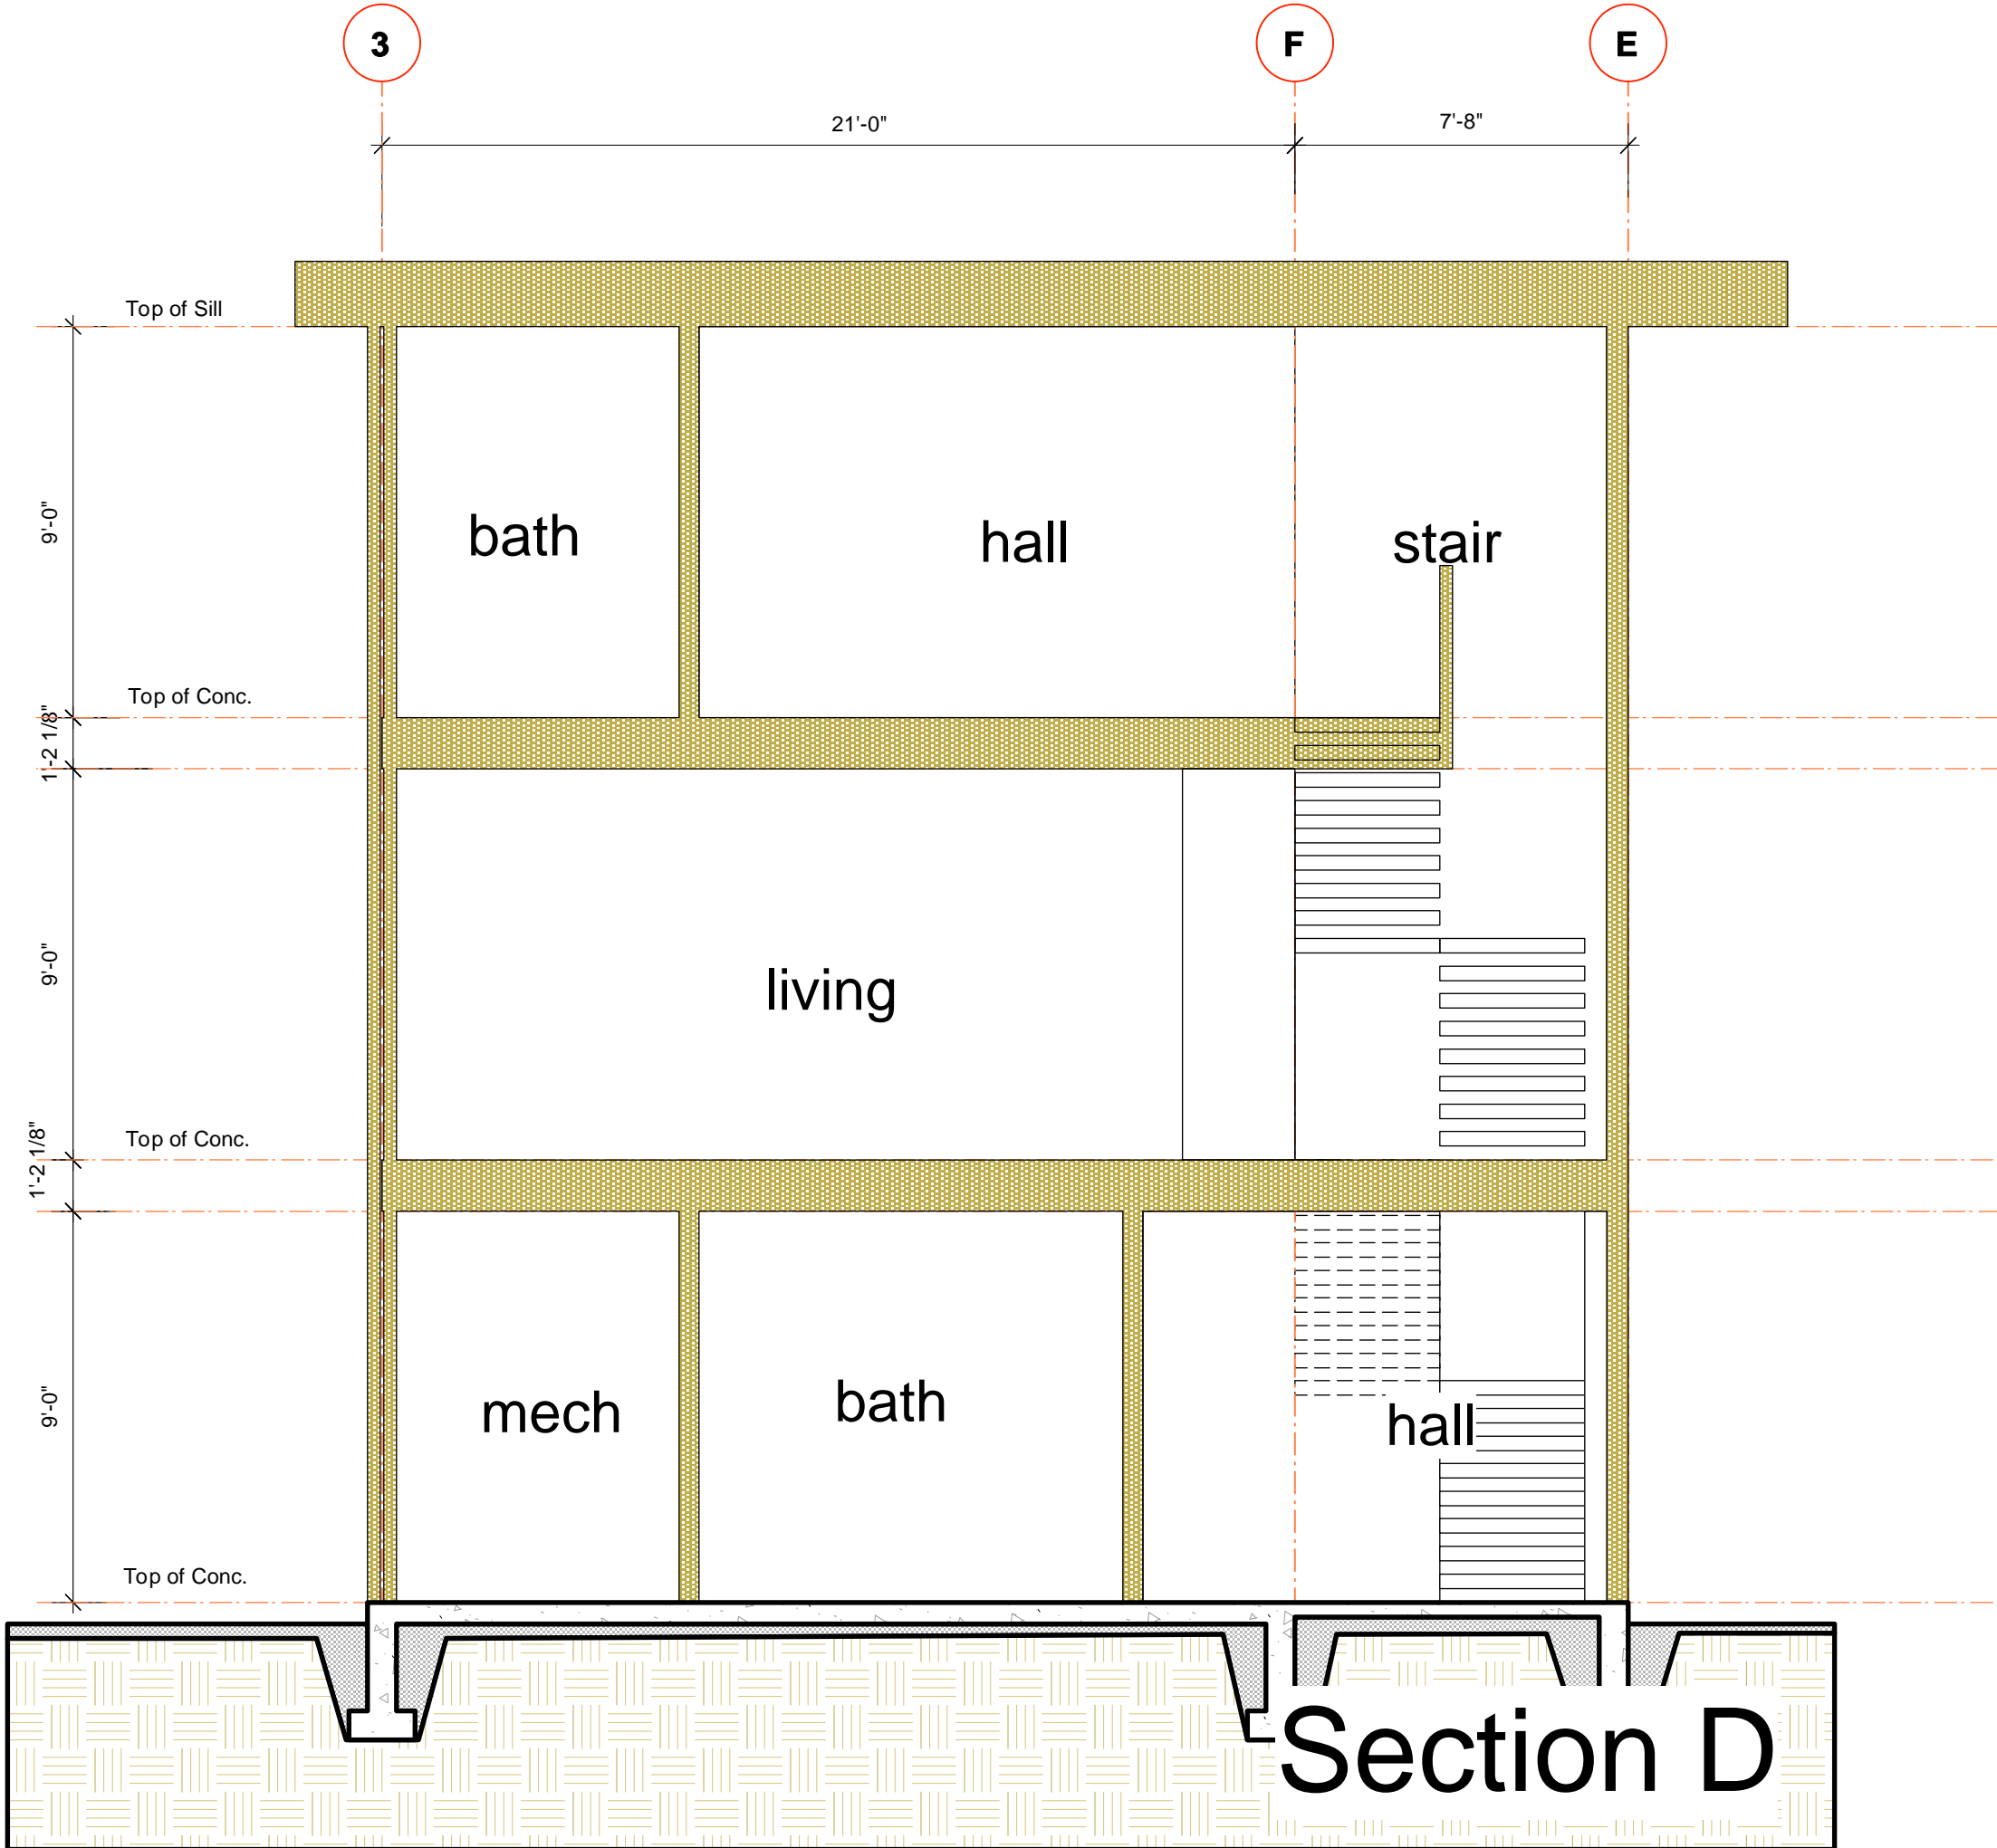 3
F
E
21'-0"
7'-8"
Top of Sill
9'-0"
bath
hall
stair
Top of Conc.
1'-2 1/8"
9'-0"
living
Top of Conc.
1'-2 1/8"
9'-0"
mech
bath
hall
Top of Conc.
Section D